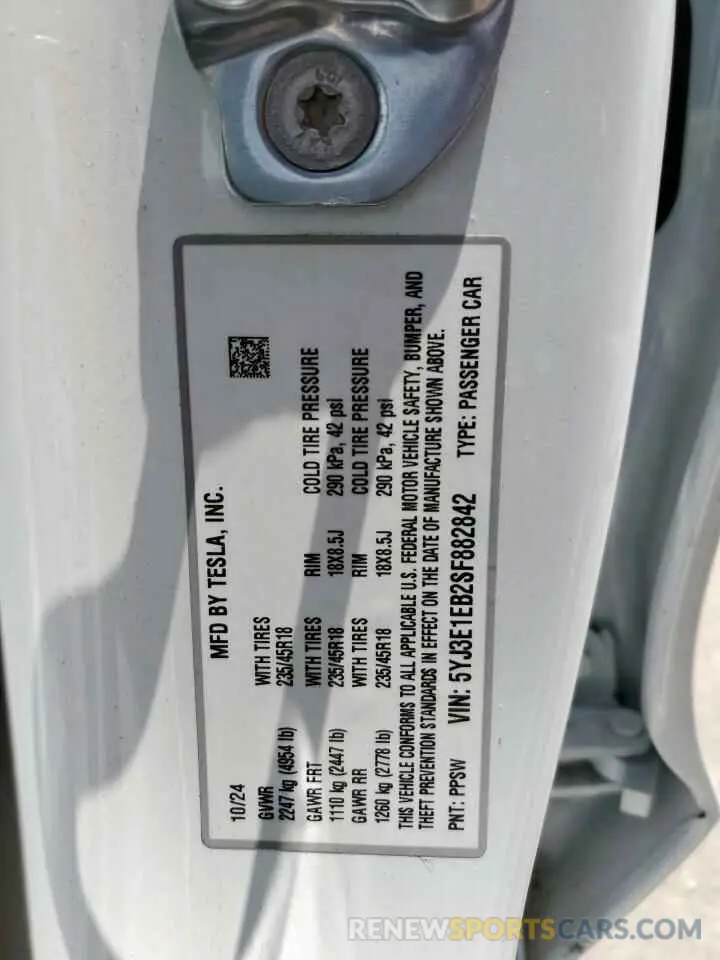 MFD BY TESLA, INC.
10/24
GVWR WITH TIRES
2247 kg (4954 lb) 235/45R18
GAWR FRT WITH TIRES RIM COLD TIRE PRESSURE
1110 kg (2447 lb) 235/45R18 18X8.5J 290 kPa, 42 psi
GAWR RR WITH TIRES RIM COLD TIRE PRESSURE
1260 kg (2778 lb) 235/45R18 18X8.5J 290 kPa, 42 psi
THIS VEHICLE CONFORMS TO ALL APPLICABLE U.S. FEDERAL MOTOR VEHICLE SAFETY, BUMPER, AND
THEFT PREVENTION STANDARDS IN EFFECT ON THE DATE OF MANUFACTURE SHOWN ABOVE.
PNT: PPSW VIN: 5YJ3E1EB2SF882842 TYPE: PASSENGER CAR
RENEWSPORTSCARS.COM